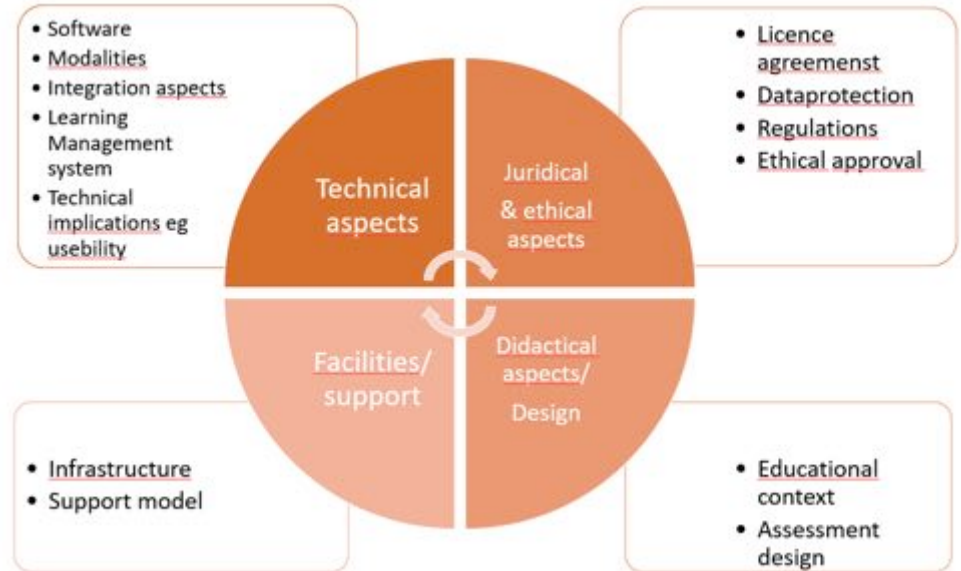 • Software
• Modalities
• Integration aspects
• Learning
Management
system
• Technical
implications eg
usebility
• Licence
agreemenst
• Dataprotection
• Regulations
• Ethical approval
Technical
aspects
Juridical
& ethical
aspects
Facilities/
support
Didactical
aspects/
Design
• Infrastructure
• Support model
• Educational
context
• Assessment
design